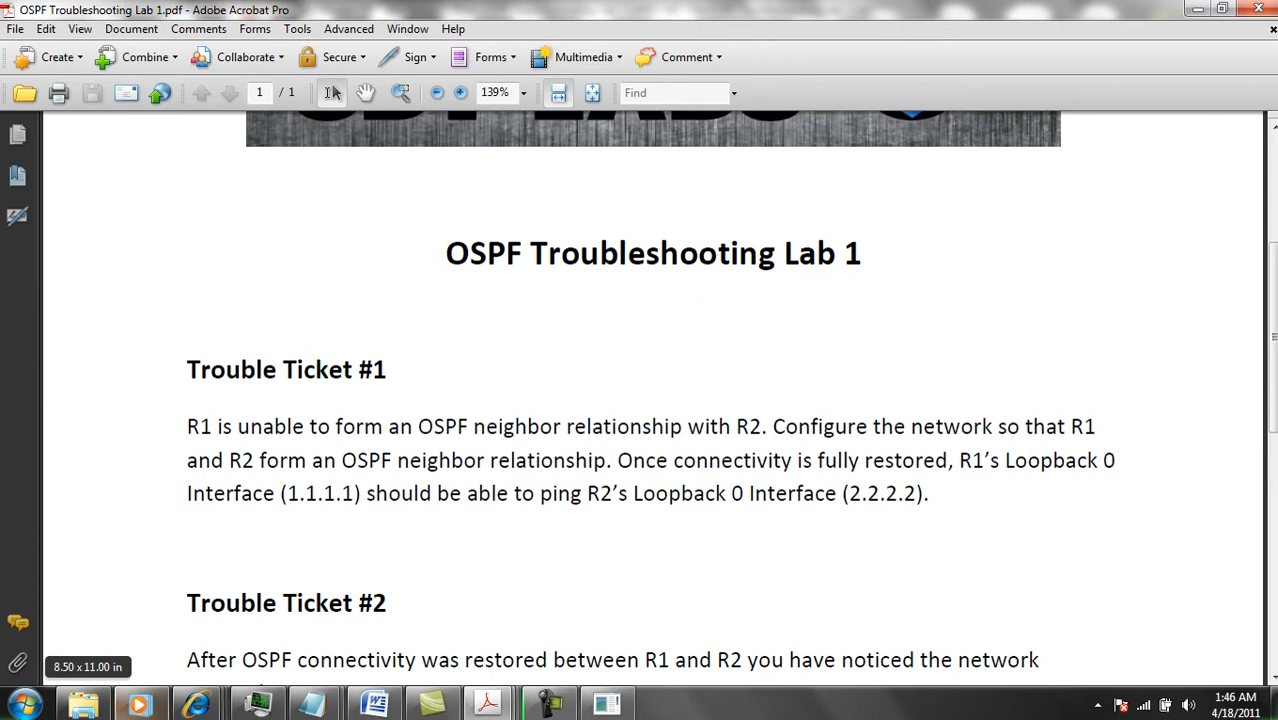 OSPF Troubleshooting Lab 1.pdf - Adobe Acrobat Pro
File Edit View Document Comments Forms Tools Advanced Window Help
Create Combine Collaborate Secure Sign Forms Multimedia Comment
1 / 1 139% Find
OSPF Troubleshooting Lab 1
Trouble Ticket #1
R1 is unable to form an OSPF neighbor relationship with R2. Configure the network so that R1
and R2 form an OSPF neighbor relationship. Once connectivity is fully restored, R1’s Loopback 0
Interface (1.1.1.1) should be able to ping R2’s Loopback 0 Interface (2.2.2.2).
Trouble Ticket #2
After OSPF connectivity was restored between R1 and R2 you have noticed the network
8.50 x 11.00 in
1:46 AM
4/18/2011